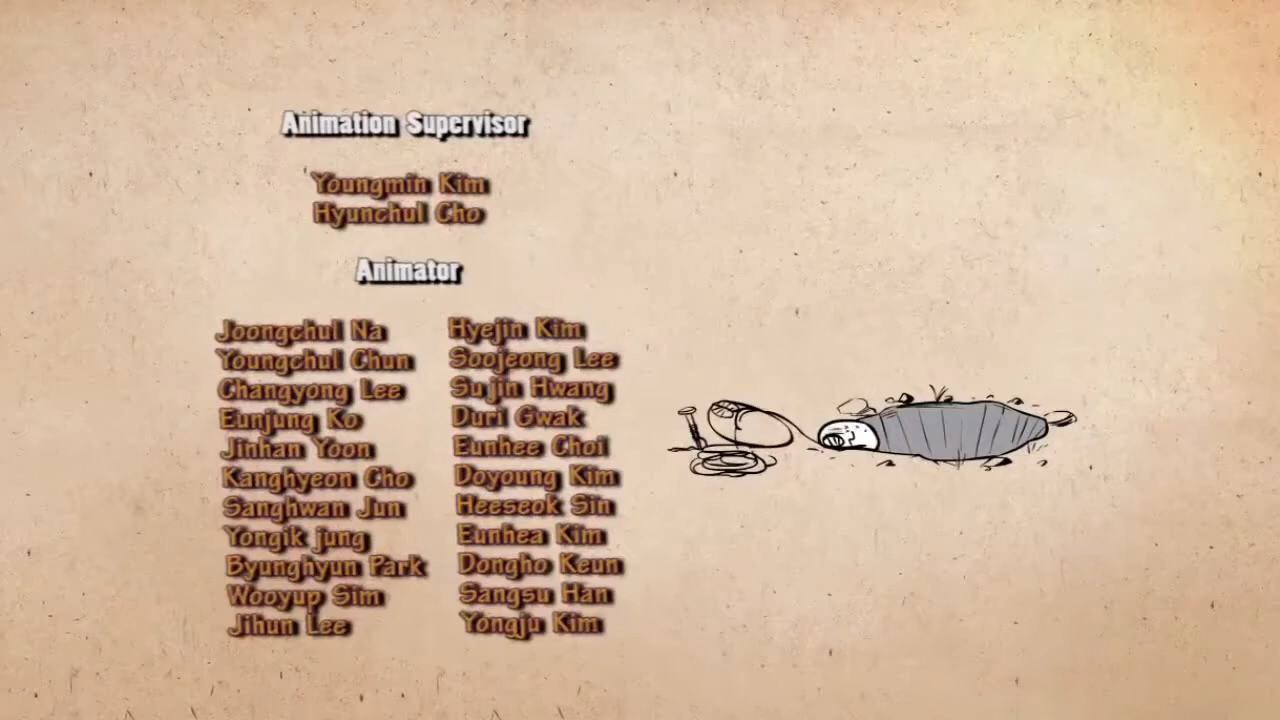 Animation Supervisor
Youngmin Kim
Hyunchul Cho
Animator
Joongchul Na
Youngchul Chun
Changyong Lee
Eunjung Ko
Jinhan Yoon
Kanghyeon Cho
Sanghwan Jun
Yongik jung
Byunghyun Park
Wooyup Sim
Jihun Lee
Hyejin Kim
Soojeong Lee
Sujin Hwang
Duri Gwak
Eunhee Choi
Doyoung Kim
Heeseok Sin
Eunhea Kim
Dongho Keun
Sangsu Han
Yongju Kim